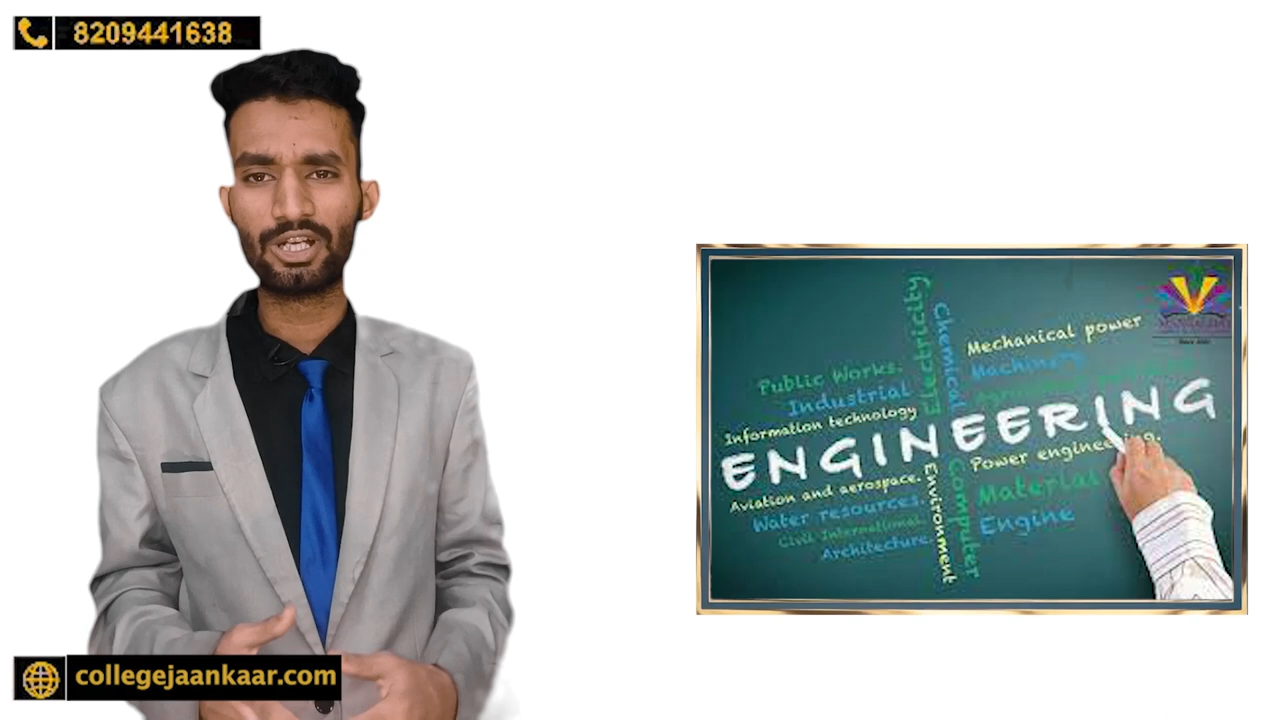 8209441638
Electricity
Chemical
Mechanical power
Public Works.
Machinery
Industrial
Information technology
ENGINEERING
Power engineering.
Aviation and aerospace.
Environment
Computer
Material
Water resources.
Engine
Civil International.
Architecture.
collegejaankaar.com